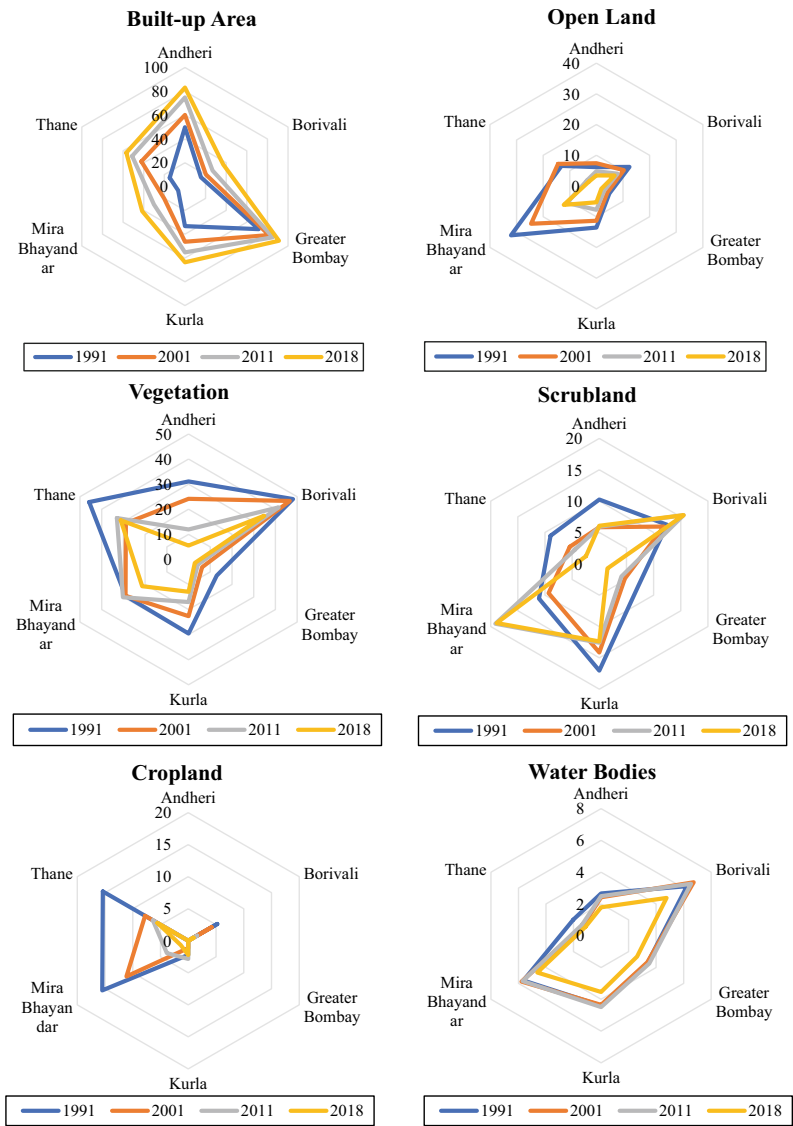 Built-up Area
Andheri
100
80
60
40
20
0
Borivali
Greater
Bombay
Kurla
Mira
Bhayand
ar
Thane
1991 2001 2011 2018
Open Land
Andheri
40
30
20
10
0
Borivali
Greater
Bombay
Kurla
Mira
Bhayand
ar
Thane
1991 2001 2011 2018
Vegetation
Andheri
50
40
30
20
10
0
Borivali
Greater
Bombay
Kurla
Mira
Bhayand
ar
Thane
1991 2001 2011 2018
Scrubland
Andheri
20
15
10
5
0
Borivali
Greater
Bombay
Kurla
Mira
Bhayand
ar
Thane
1991 2001 2011 2018
Cropland
Andheri
20
15
10
5
0
Borivali
Greater
Bombay
Kurla
Mira
Bhayan
dar
Thane
1991 2001 2011 2018
Water Bodies
Andheri
8
6
4
2
0
Borivali
Greater
Bombay
Kurla
Mira
Bhayand
ar
Thane
1991 2001 2011 2018